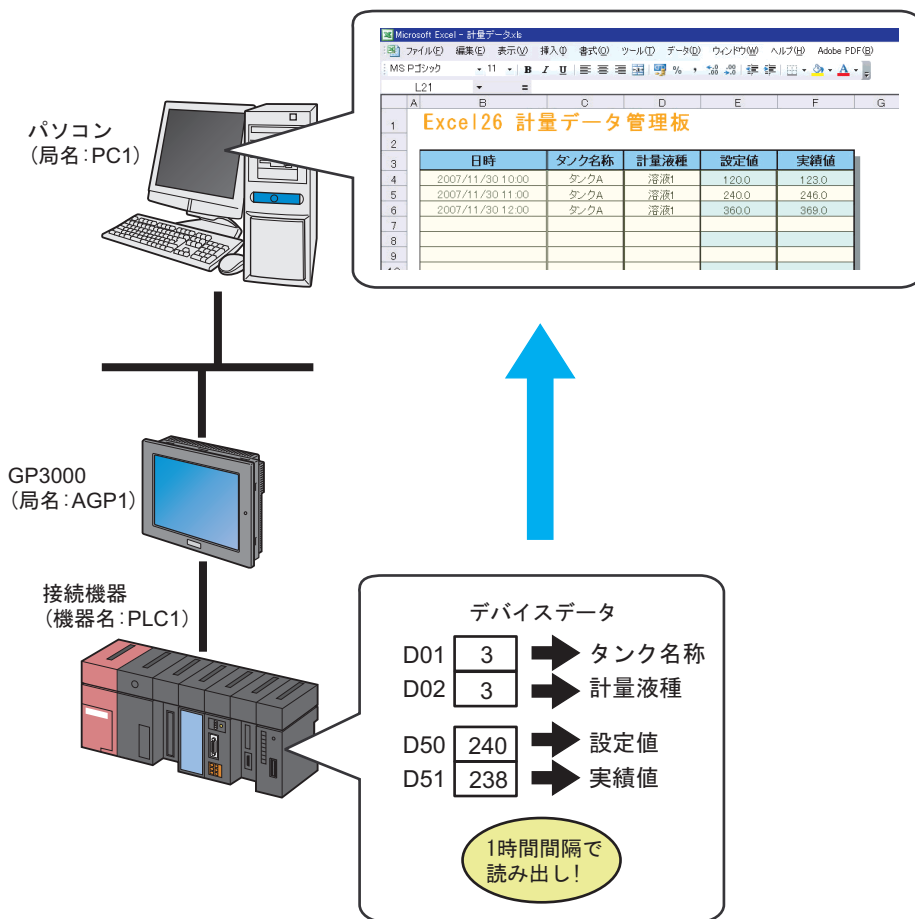 Microsoft Excel - 計量データ.xls
ファイル(F) 編集(E) 表示(V) 挿入(I) 書式(O) ツール(T) データ(D) ウィンドウ(W) ヘルプ(H) Adobe PDF(B)
MS Pゴシック 11 B I U % ,
L21 =
A B C D E F G
1 Excel26 計量データ管理板
2
3 日時 タンク名称 計量液種 設定値 実績値
4 2007/11/30 10:00 タンクA 溶液1 120.0 123.0
5 2007/11/30 11:00 タンクA 溶液1 240.0 246.0
6 2007/11/30 12:00 タンクA 溶液1 360.0 369.0
7
8
9
パソコン
(局名:PC1)
GP3000
(局名:AGP1)
接続機器
(機器名:PLC1)
デバイスデータ
D01 3 タンク名称
D02 3 計量液種
D50 240 設定値
D51 238 実績値
1時間間隔で
読み出し!